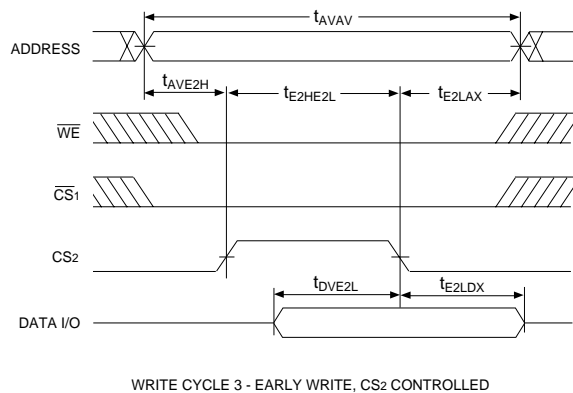 tAVAV
ADDRESS
tAVE2H
tE2HE2L
tE2LAX
WE
CS1
CS2
tDVE2L
tE2LDX
DATA I/O
WRITE CYCLE 3 - EARLY WRITE, CS2 CONTROLLED